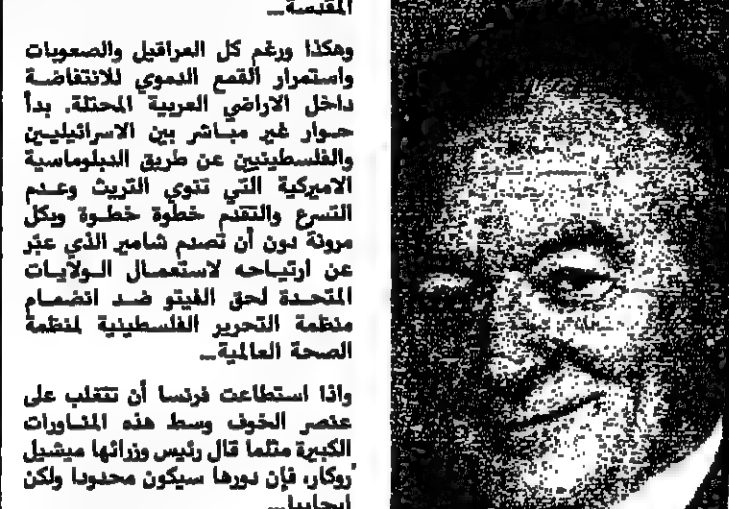 المقدسة...
وهكذا ورغم كل العراقيل والصعوبات
واستمرار القمع الدموي للانتفاضة
داخل الاراضي العربية المحتلة. بدأ
حوار غير مباشر بين الاسرائيليين
والفلسطينيين عن طريق الدبلوماسية
الاميركية التي تنوي التريث وعدم
التسرع والتقدم خطوة خطوة وبكل
مرونة دون أن تصدم شامير الذي عبّر
عن ارتياحه لاستعمال الولايات
المتحدة لحق الفيتو ضد انضمام
منظمة التحرير الفلسطينية لمنظمة
الصحة العالمية...
واذا استطاعت فرنسا أن تتغلب على
عنصر الخوف وسط هذه المناورات
الكبيرة مثلما قال رئيس وزرائها ميشيل
روكار، فإن دورها سيكون محدودا ولكن
إيجابيا...